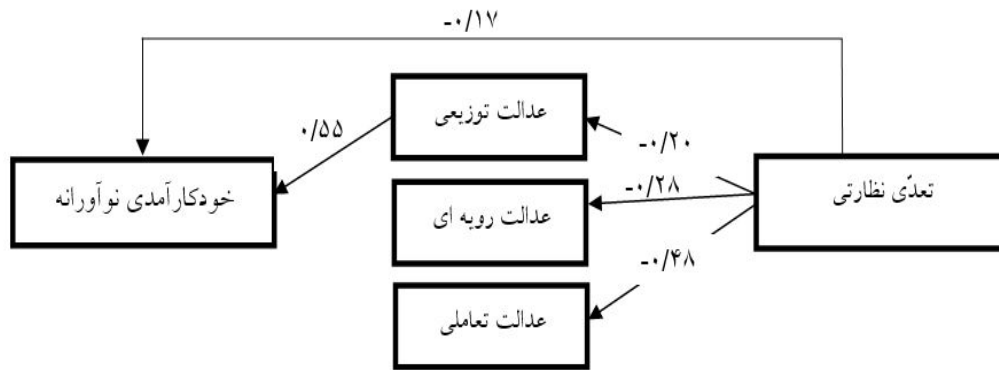 -۰/۱۷
عدالت توزیعی
۰/۵۵
-۰/۲۰
خودکارآمدی نوآورانه
تعدّی نظارتی
-۰/۲۸
عدالت رویه ای
-۰/۴۸
عدالت تعاملی